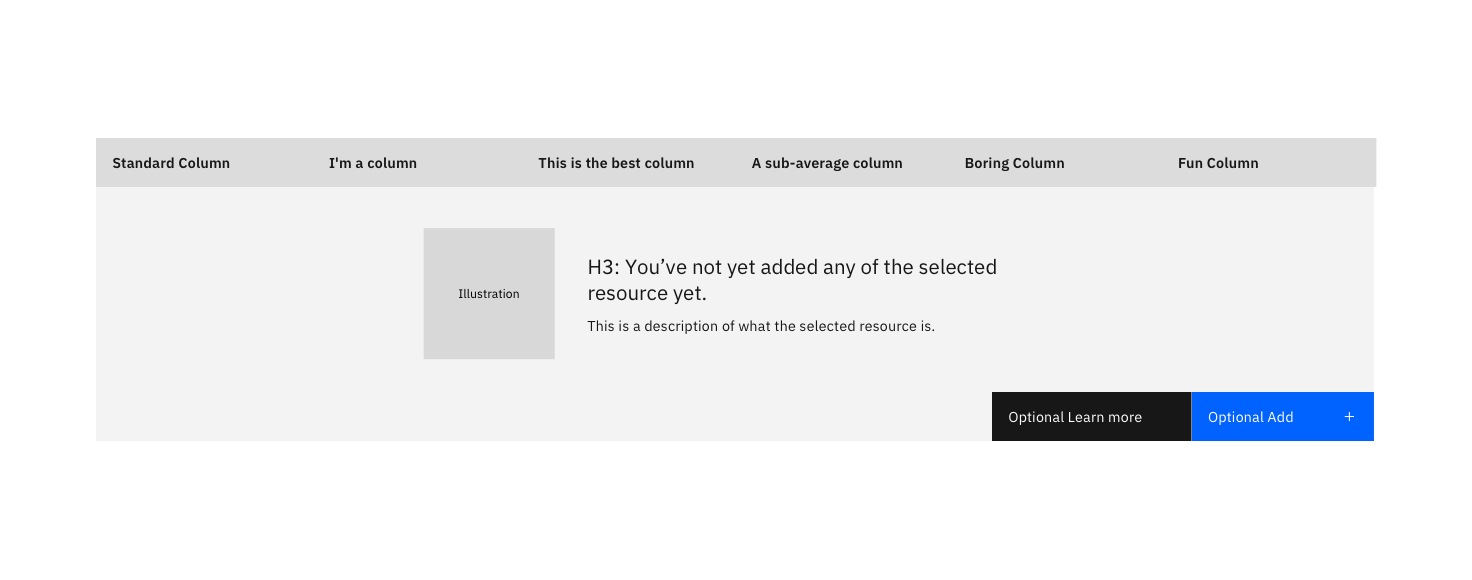 Standard Column I'm a column This is the best column A sub-average column Boring Column Fun Column
Illustration
H3: You’ve not yet added any of the selected
resource yet.
This is a description of what the selected resource is.
Optional Learn more Optional Add +